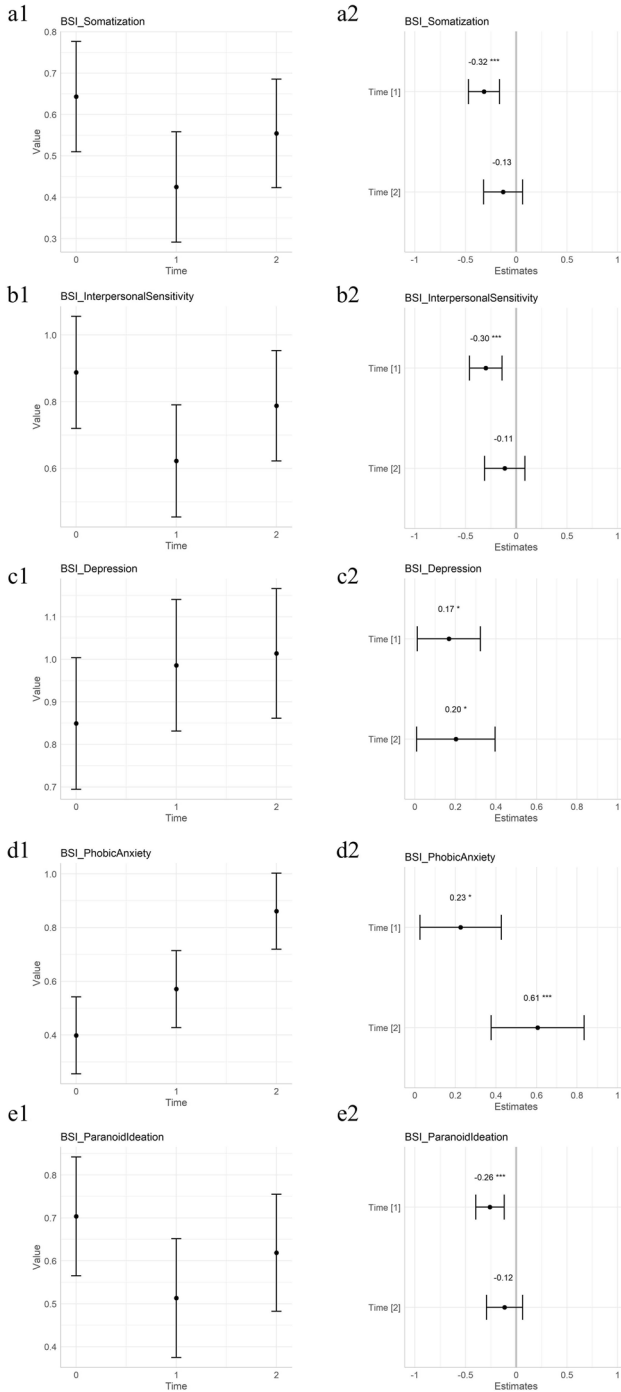 a1
BSI_Somatization
0.8
0.7
0.6
0.5
0.4
0.3
Value
0 1 2
Time
a2
BSI_Somatization
Time [1]
-0.32 ***
Time [2]
-0.13
-1 -0.5 0 0.5 1
Estimates
b1
BSI_InterpersonalSensitivity
1.0
0.8
0.6
Value
0 1 2
Time
b2
BSI_InterpersonalSensitivity
Time [1]
-0.30 ***
Time [2]
-0.11
-1 -0.5 0 0.5 1
Estimates
c1
BSI_Depression
1.1
1.0
0.9
0.8
0.7
Value
0 1 2
Time
c2
BSI_Depression
Time [1]
0.17 *
Time [2]
0.20 *
0 0.2 0.4 0.6 0.8 1
Estimates
d1
BSI_PhobicAnxiety
1.0
0.8
0.6
0.4
Value
0 1 2
Time
d2
BSI_PhobicAnxiety
Time [1]
0.23 *
Time [2]
0.61 ***
0 0.2 0.4 0.6 0.8 1
Estimates
e1
BSI_ParanoidIdeation
0.8
0.7
0.6
0.5
0.4
Value
0 1 2
Time
e2
BSI_ParanoidIdeation
Time [1]
-0.26 ***
Time [2]
-0.12
-1 -0.5 0 0.5 1
Estimates